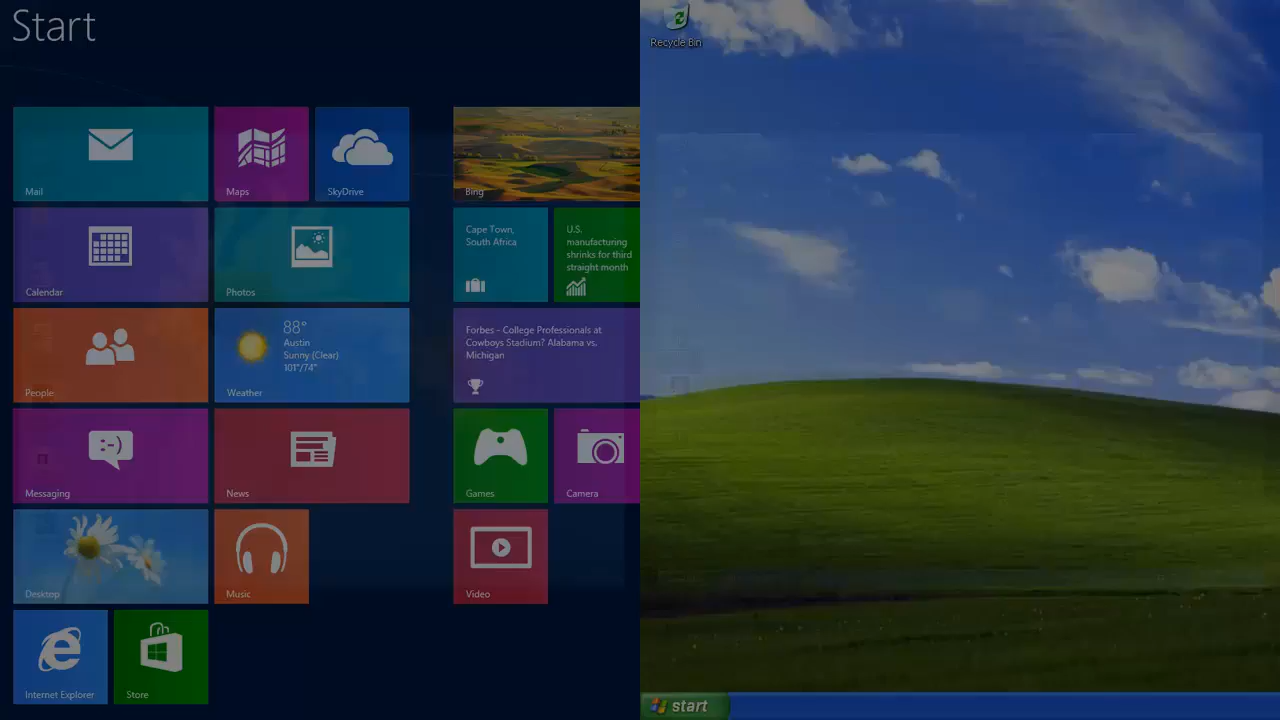 Start
Recycle Bin
Mail
Maps
SkyDrive
Bing
Calendar
Photos
Cape Town,
South Africa
U.S.
manufacturing
shrinks for third
straight month
People
88°
Austin
Sunny (Clear)
101°/74°
Weather
Forbes - College Professionals at
Cowboys Stadium? Alabama vs.
Michigan
:-)
Messaging
News
Games
Camera
Desktop
Music
Video
Internet Explorer
Store
start